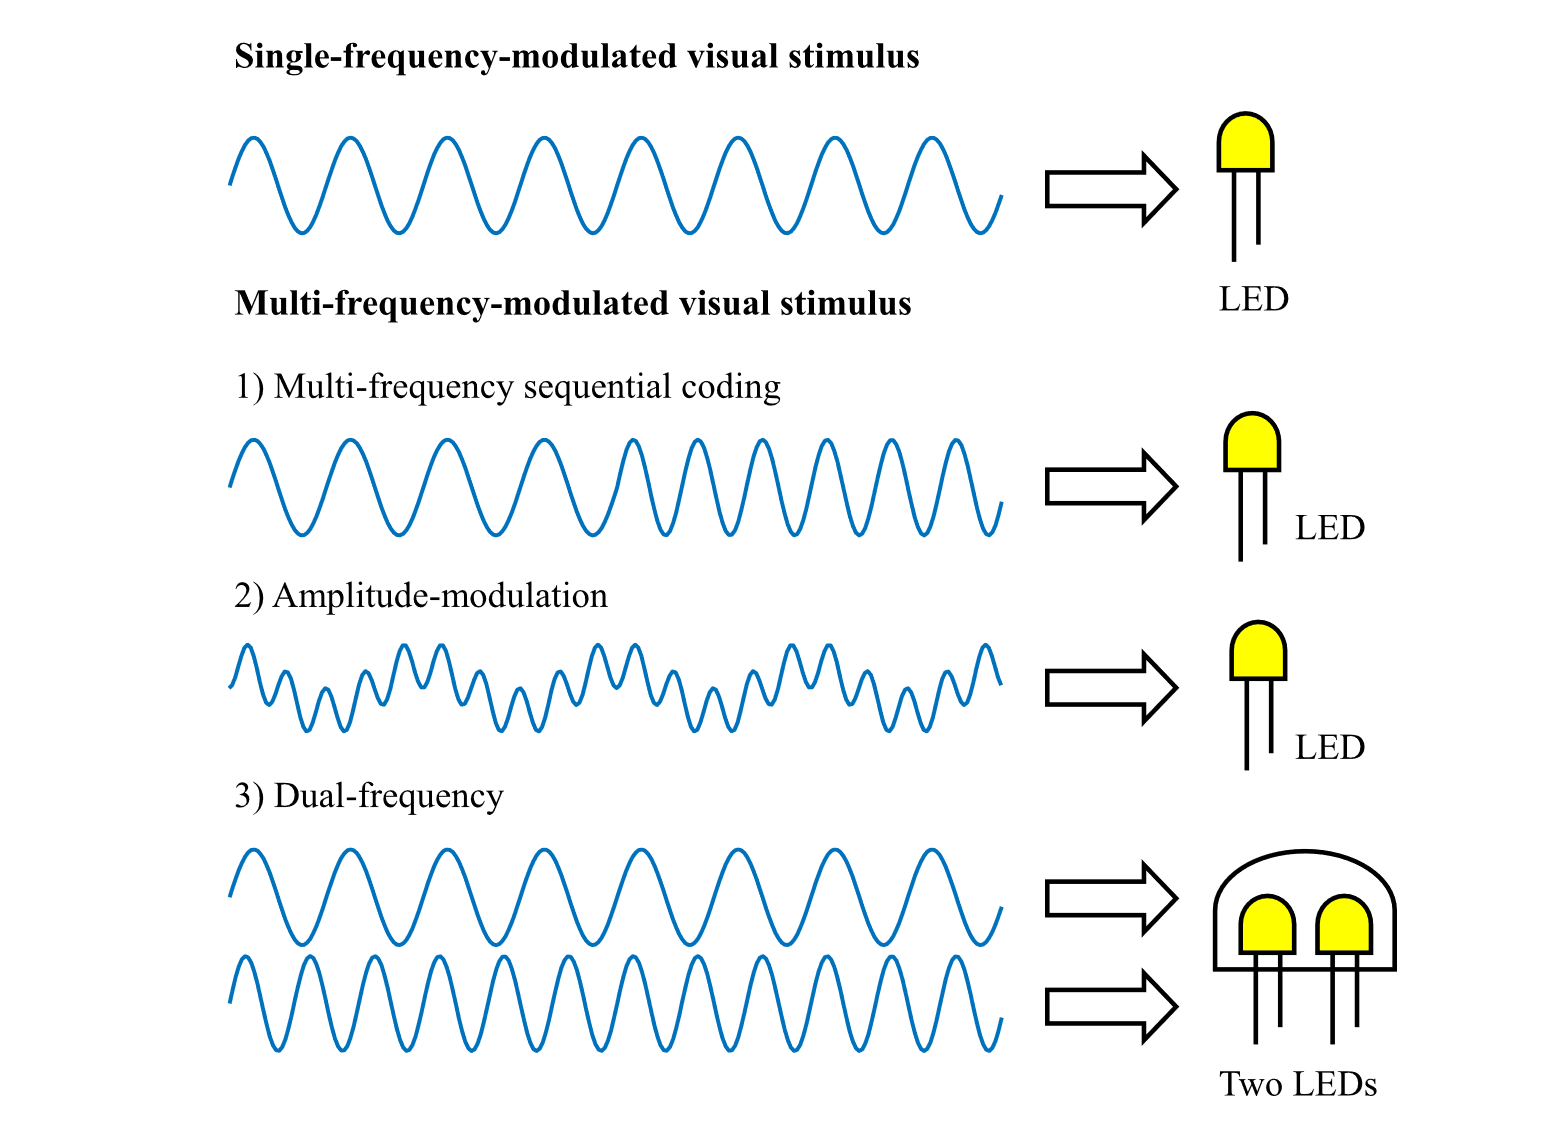 Single-frequency-modulated visual stimulus
LED
Multi-frequency-modulated visual stimulus
1) Multi-frequency sequential coding
LED
2) Amplitude-modulation
LED
3) Dual-frequency
Two LEDs